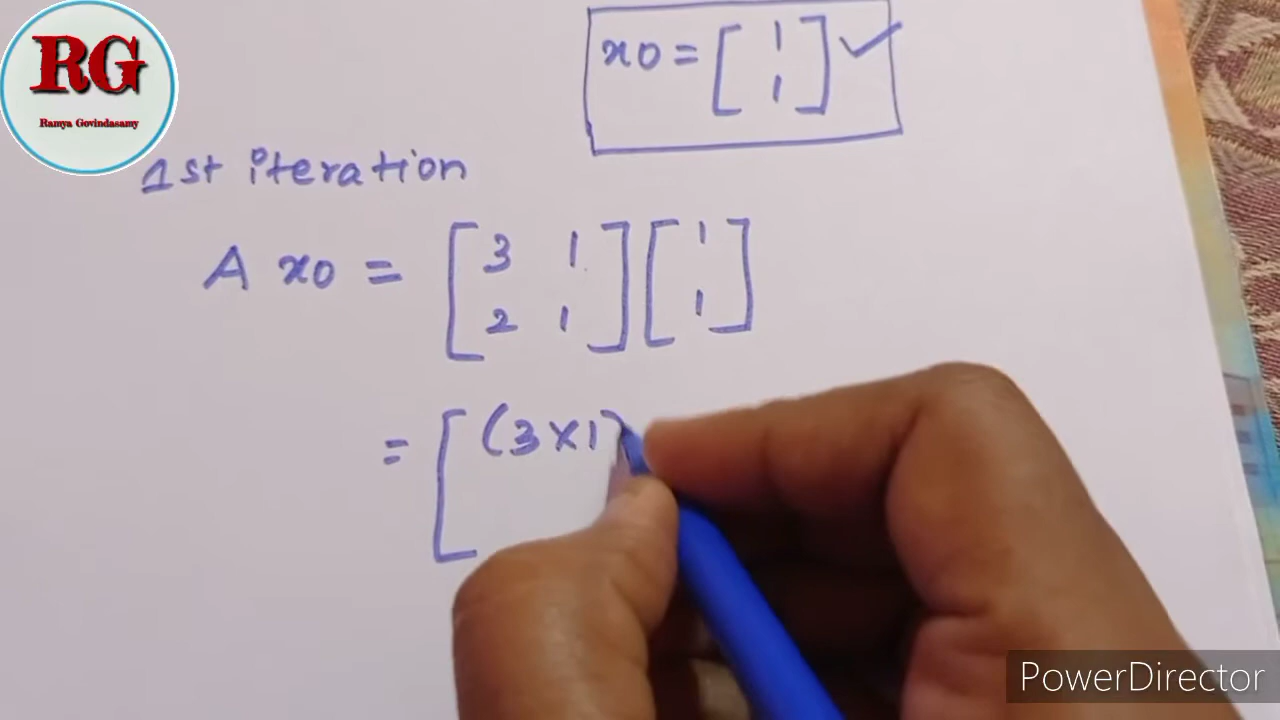 RG
Ramya Govindasamy
x0 = [ 1
1 ] ✓
1st iteration
A x0 = [ 3 1
2 1 ] [ 1
1 ]
= [ (3×1)
PowerDirector